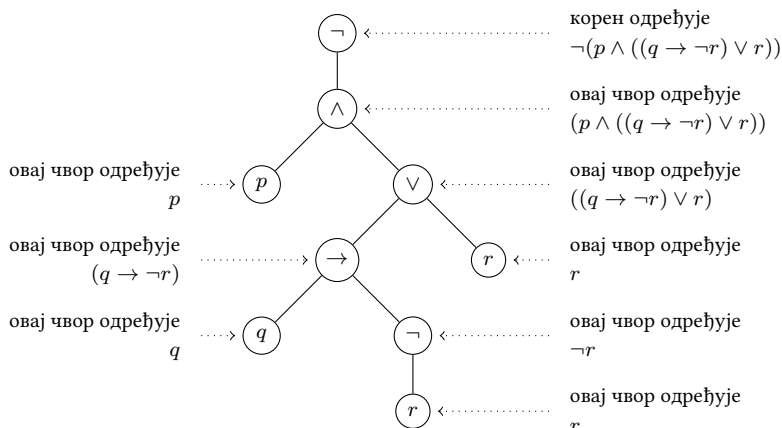 ¬
корен одређује
¬(p ∧ ((q → ¬r) ∨ r))
∧
овај чвор одређује
(p ∧ ((q → ¬r) ∨ r))
овај чвор одређује
p
p
∨
овај чвор одређује
((q → ¬r) ∨ r)
овај чвор одређује
(q → ¬r)
→
r
овај чвор одређује
r
овај чвор одређује
q
q
¬
овај чвор одређује
¬r
r
овај чвор одређује
r